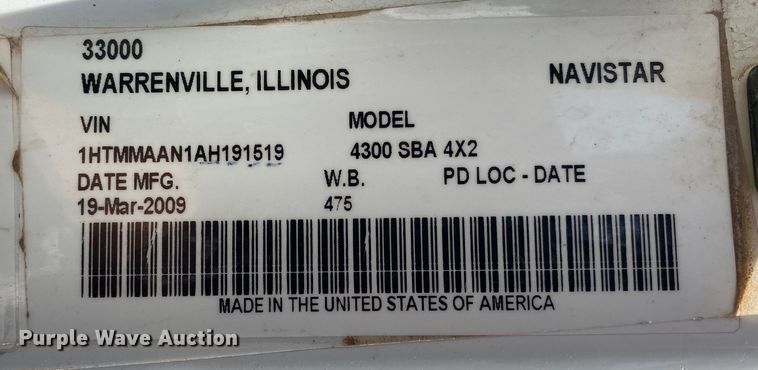 33000
WARRENVILLE, ILLINOIS NAVISTAR
VIN MODEL
1HTMMAAN1AH191519 4300 SBA 4X2
DATE MFG. W.B. PD LOC - DATE
19-Mar-2009 475
MADE IN THE UNITED STATES OF AMERICA
Purple Wave Auction